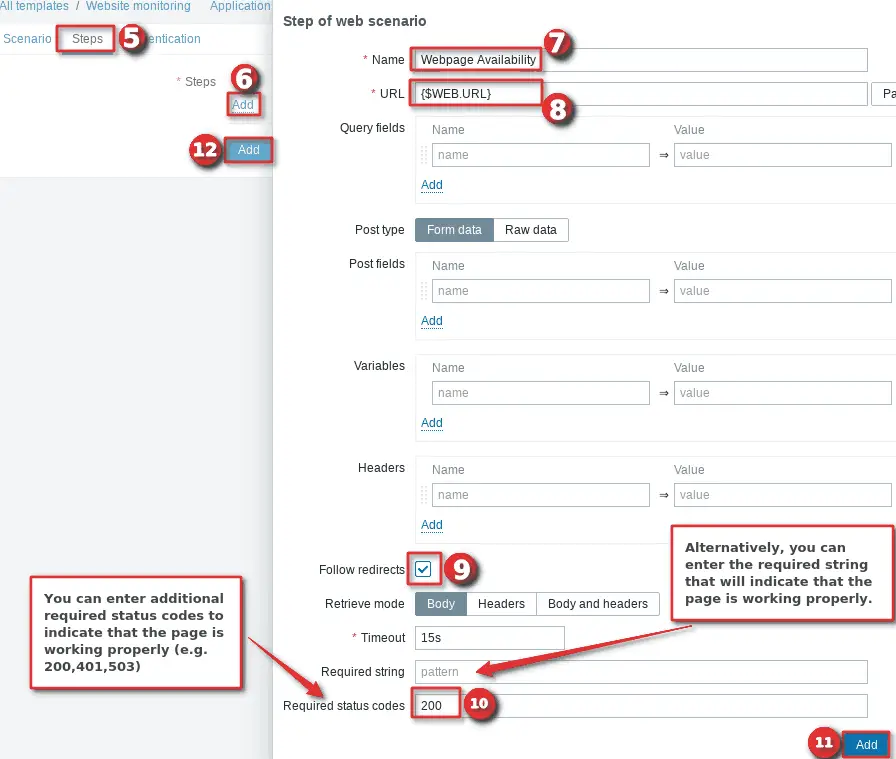 All templates / Website monitoring Application
Scenario Steps 5 entication
* Steps 6
Add
12 Add
Step of web scenario
* Name Webpage Availability 7
* URL {$WEB.URL} 8 Pa
Query fields Name Value
name ⇒ value
Add
Post type Form data Raw data
Post fields Name Value
name ⇒ value
Add
Variables Name Value
name ⇒ value
Add
Headers Name Value
name ⇒ value
Add
Follow redirects 9
Retrieve mode Body Headers Body and headers
* Timeout 15s
Required string pattern
Required status codes 200 10
11 Add
You can enter additional
required status codes to
indicate that the page is
working properly (e.g.
200,401,503)
Alternatively, you can
enter the required string
that will indicate that the
page is working properly.